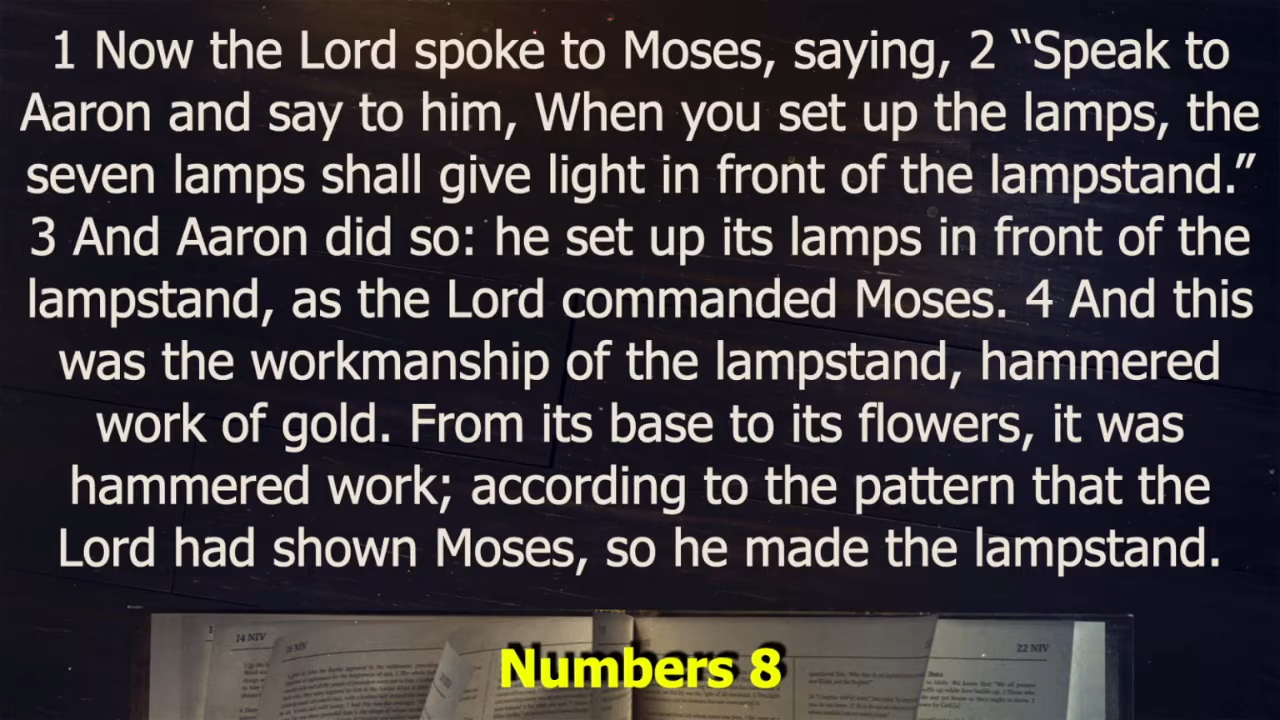 1 Now the Lord spoke to Moses, saying, 2 “Speak to
Aaron and say to him, When you set up the lamps, the
seven lamps shall give light in front of the lampstand.”
3 And Aaron did so: he set up its lamps in front of the
lampstand, as the Lord commanded Moses. 4 And this
was the workmanship of the lampstand, hammered
work of gold. From its base to its flowers, it was
hammered work; according to the pattern that the
Lord had shown Moses, so he made the lampstand.
14 NIV
22 NIV
Numbers 8